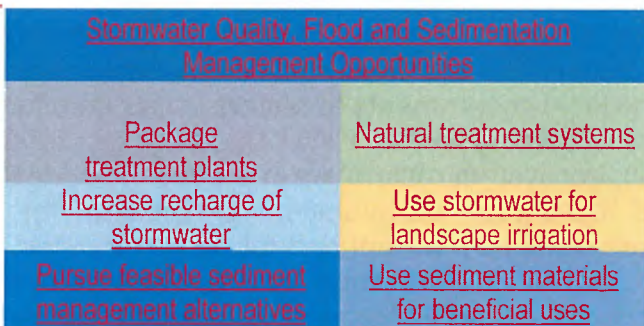 Stormwater Quality, Flood and Sedimentation
Management Opportunities
Package
treatment plants
Natural treatment systems
Increase recharge of
stormwater
Use stormwater for
landscape irrigation
Pursue feasible sediment
management alternatives
Use sediment materials
for beneficial uses